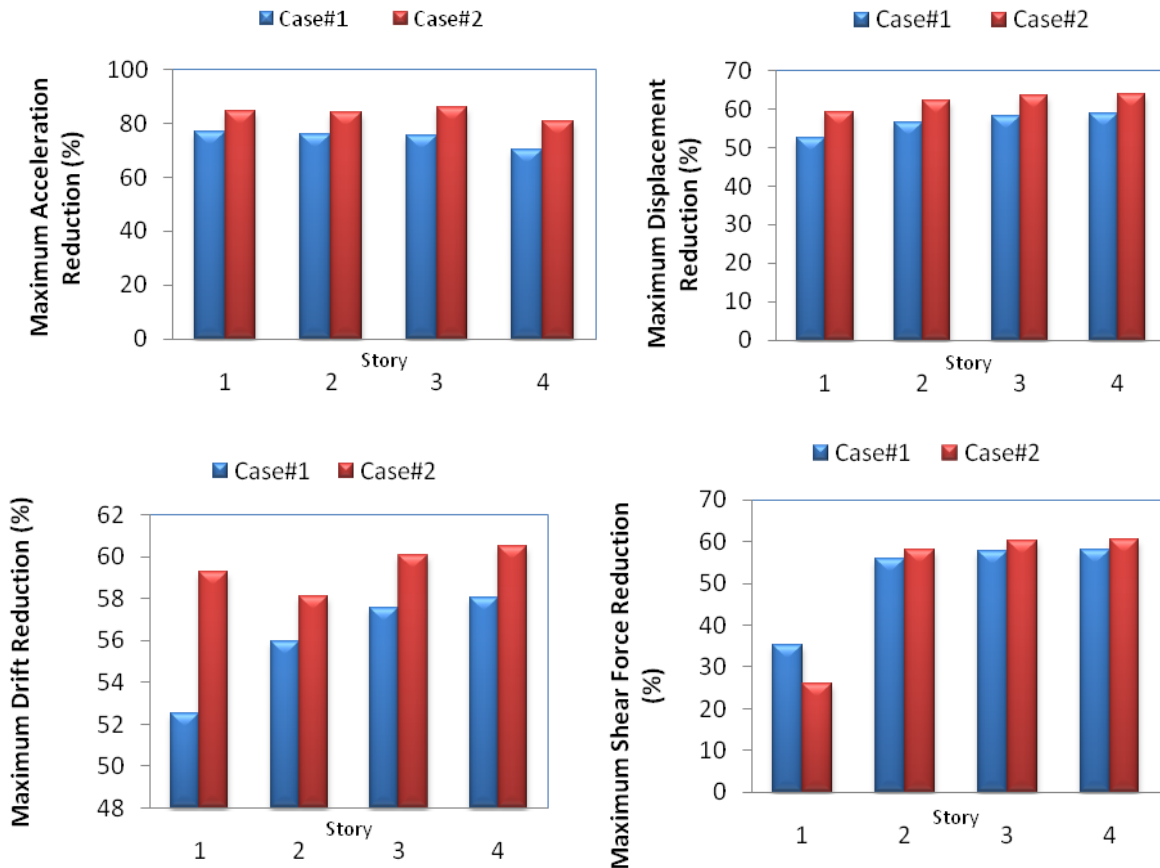 Case#1 Case#2
Maximum Acceleration
Reduction (%)
100
80
60
40
20
0
Story
1 2 3 4
Case#1 Case#2
Maximum Displacement
Reduction (%)
70
60
50
40
30
20
10
0
Story
1 2 3 4
Case#1 Case#2
Maximum Drift Reduction (%)
62
60
58
56
54
52
50
48
Story
1 2 3 4
Case#1 Case#2
Maximum Shear Force Reduction
(%)
70
60
50
40
30
20
10
0
Story
1 2 3 4